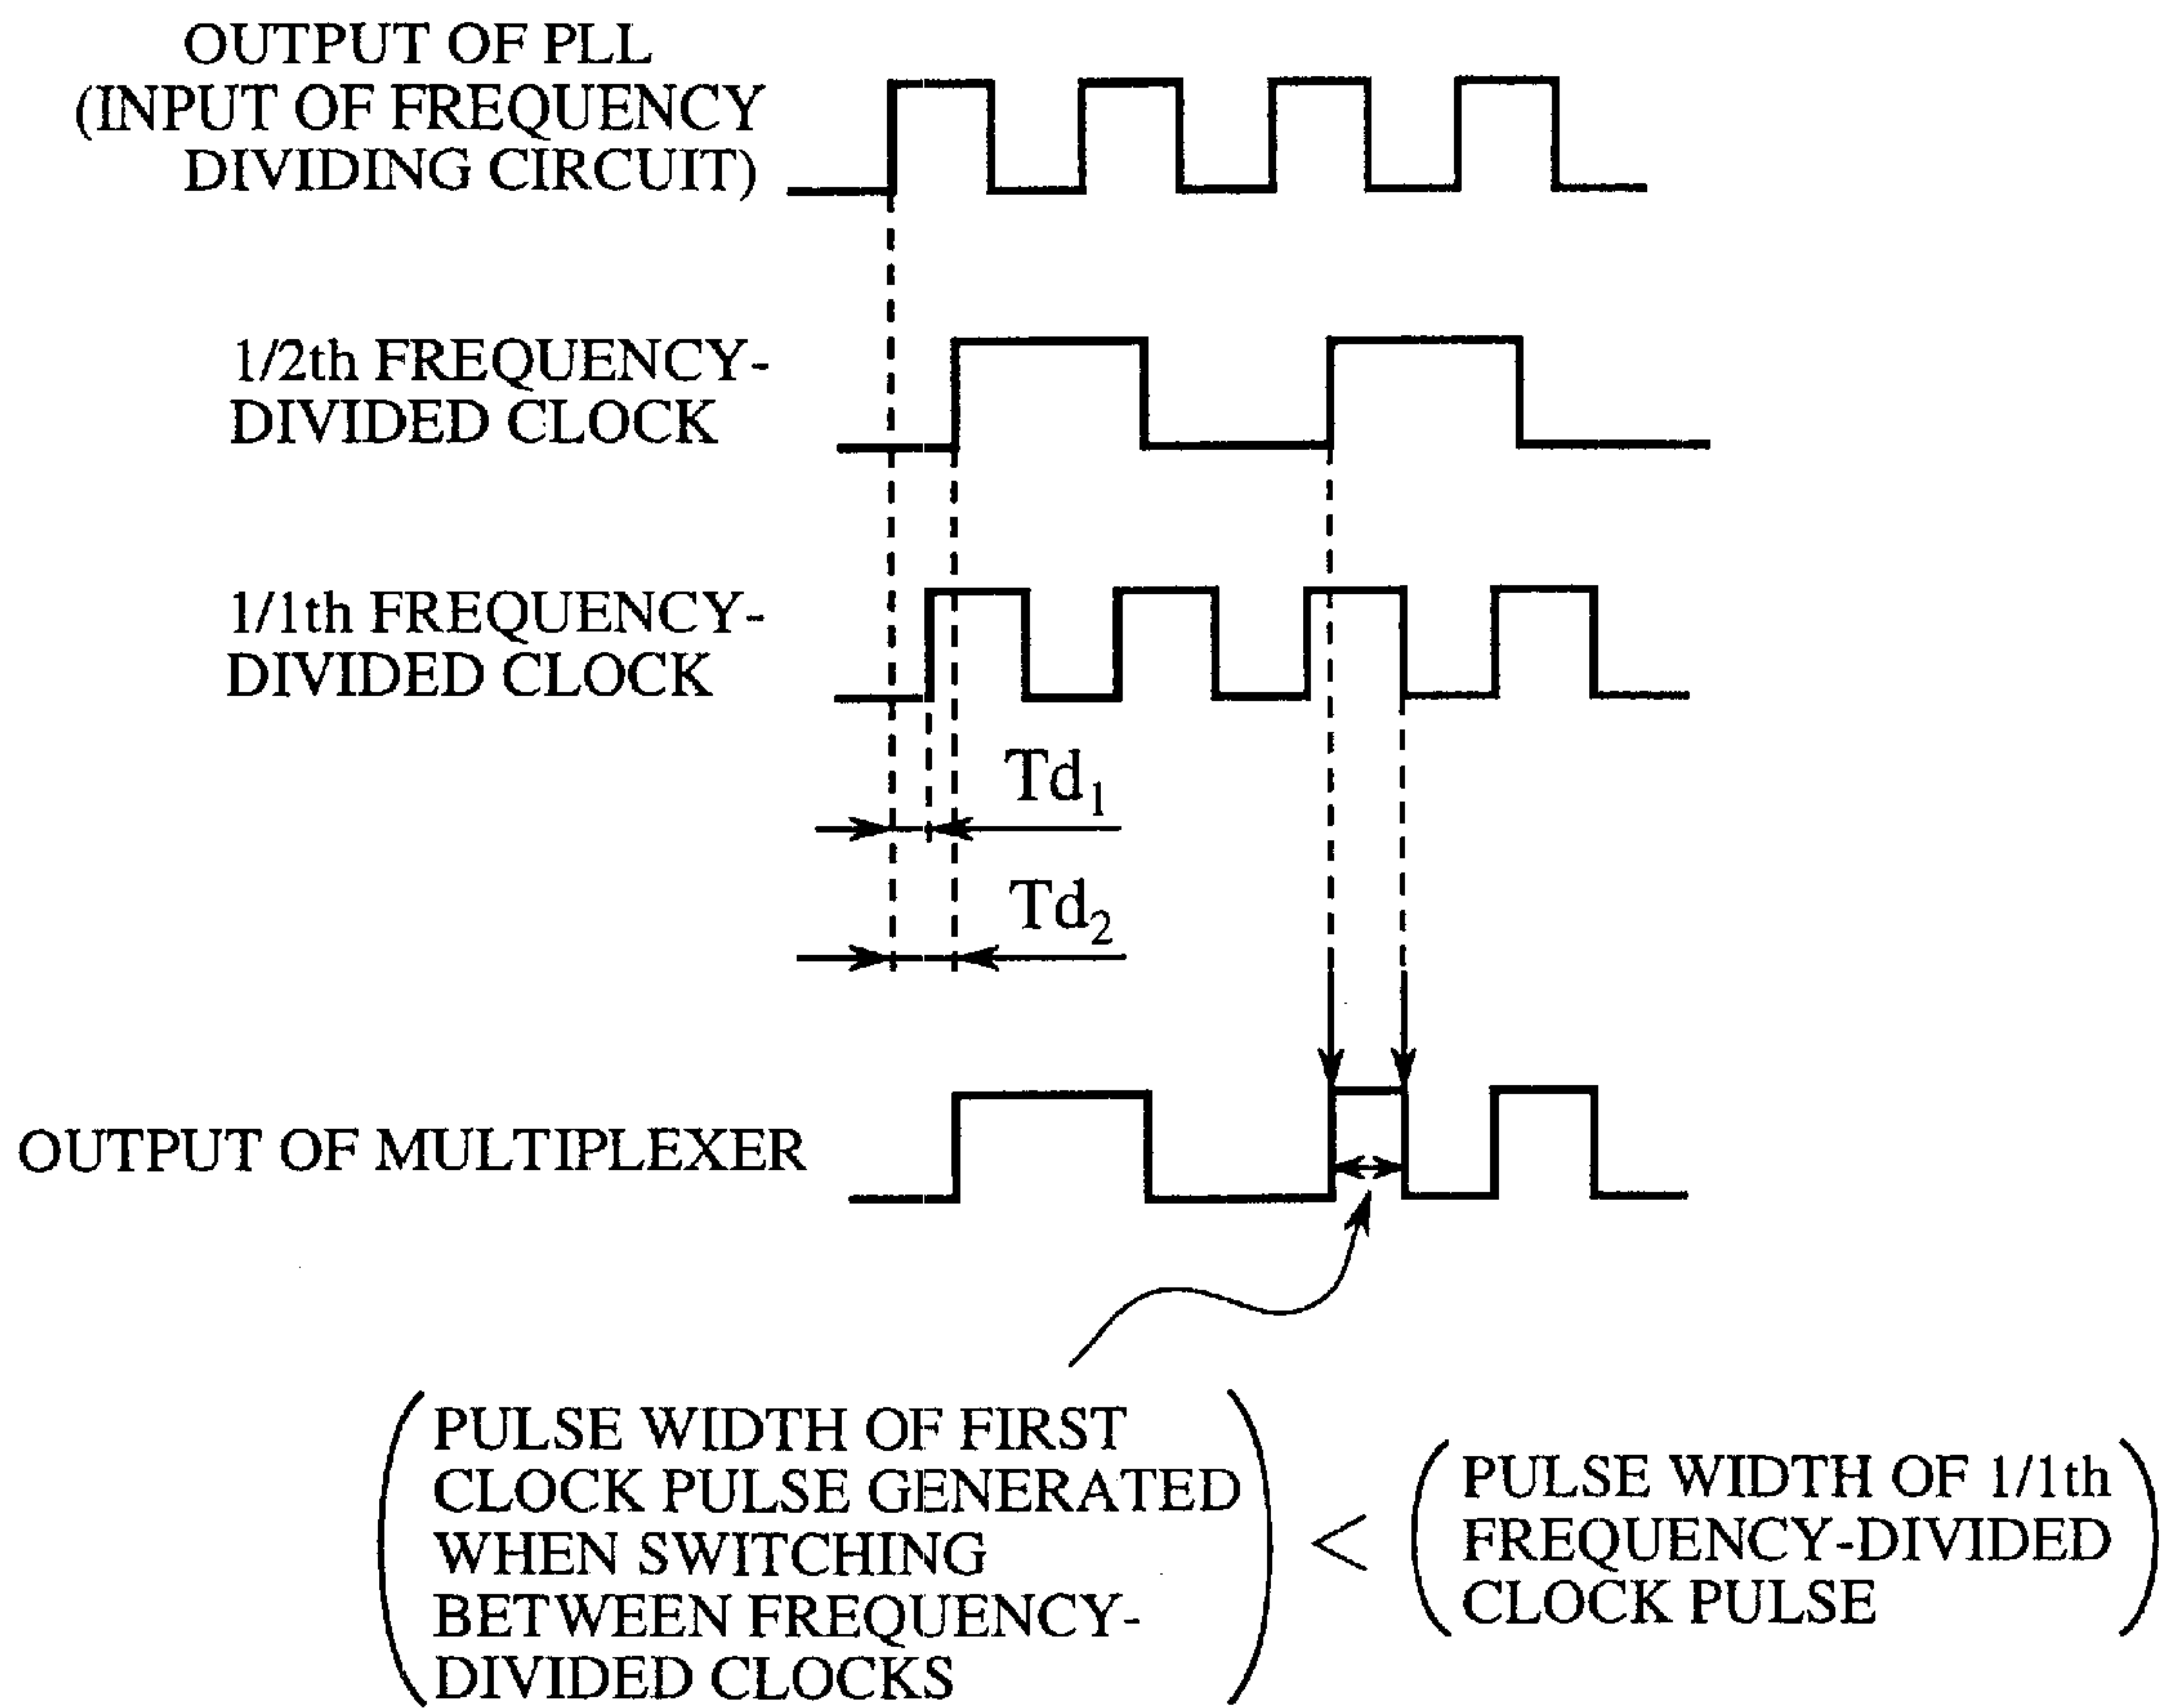 OUTPUT OF PLL
(INPUT OF FREQUENCY
DIVIDING CIRCUIT)
1/2th FREQUENCY-
DIVIDED CLOCK
1/1th FREQUENCY-
DIVIDED CLOCK
Td₁
Td₂
OUTPUT OF MULTIPLEXER
PULSE WIDTH OF FIRST
CLOCK PULSE GENERATED
WHEN SWITCHING
BETWEEN FREQUENCY-
DIVIDED CLOCKS
<
PULSE WIDTH OF 1/1th
FREQUENCY-DIVIDED
CLOCK PULSE